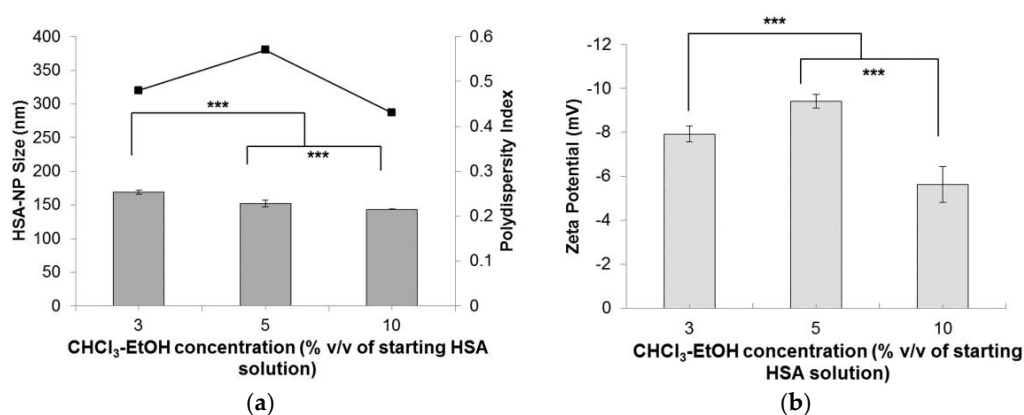 400
350
300
250
200
150
100
50
0
HSA-NP Size (nm)
***
***
0.6
0.5
0.4
0.3
0.2
0.1
0
Polydispersity Index
3 5 10
CHCl₃-EtOH concentration (% v/v of starting HSA
solution)
(a)
-12
-10
-8
-6
-4
-2
0
Zeta Potential (mV)
***
***
3 5 10
CHCl₃-EtOH concentration (% v/v of starting
HSA solution)
(b)